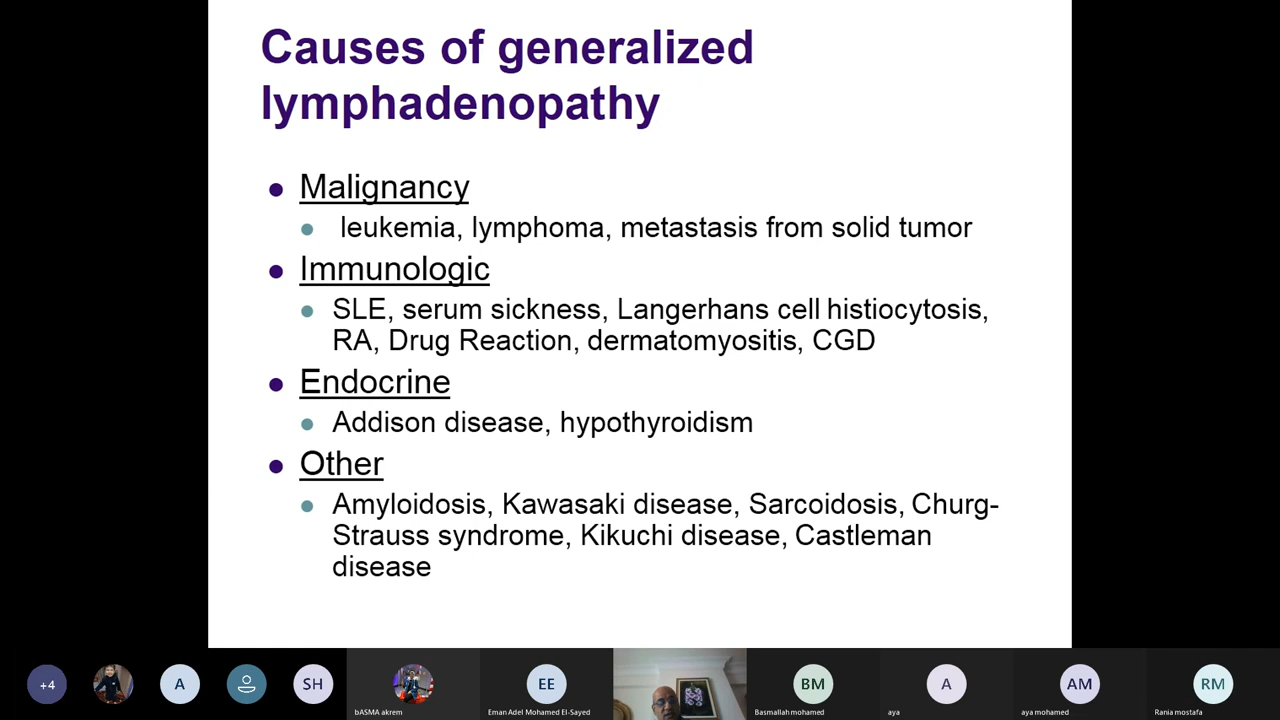 Causes of generalized
lymphadenopathy
Malignancy
leukemia, lymphoma, metastasis from solid tumor
Immunologic
SLE, serum sickness, Langerhans cell histiocytosis,
RA, Drug Reaction, dermatomyositis, CGD
Endocrine
Addison disease, hypothyroidism
Other
Amyloidosis, Kawasaki disease, Sarcoidosis, Churg-
Strauss syndrome, Kikuchi disease, Castleman
disease
+4
A
SH
bASMA akrem
EE
Eman Adel Mohamed El-Sayed
BM
Basmallah mohamed
A
aya
AM
aya mohamed
RM
Rania mostafa